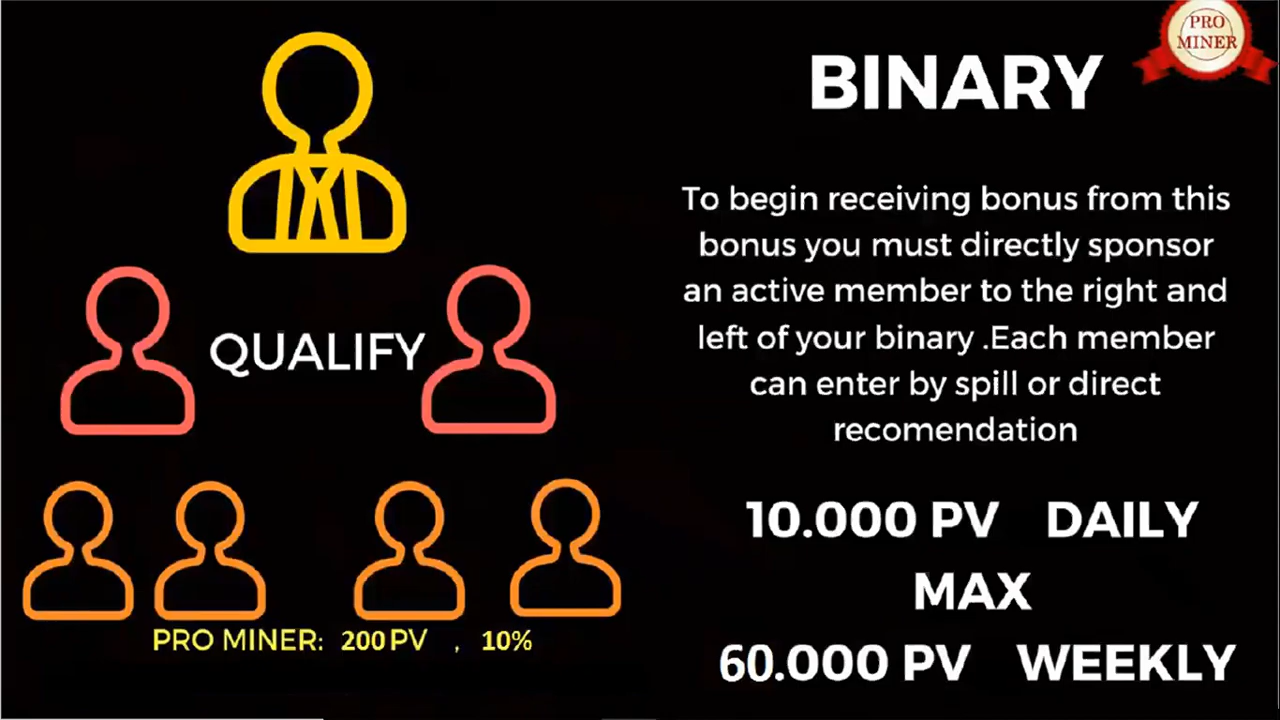 PRO
MINER
BINARY
To begin receiving bonus from this
bonus you must directly sponsor
an active member to the right and
left of your binary .Each member
can enter by spill or direct
recomendation
QUALIFY
10.000 PV DAILY
MAX
60.000 PV WEEKLY
PRO MINER: 200 PV , 10%